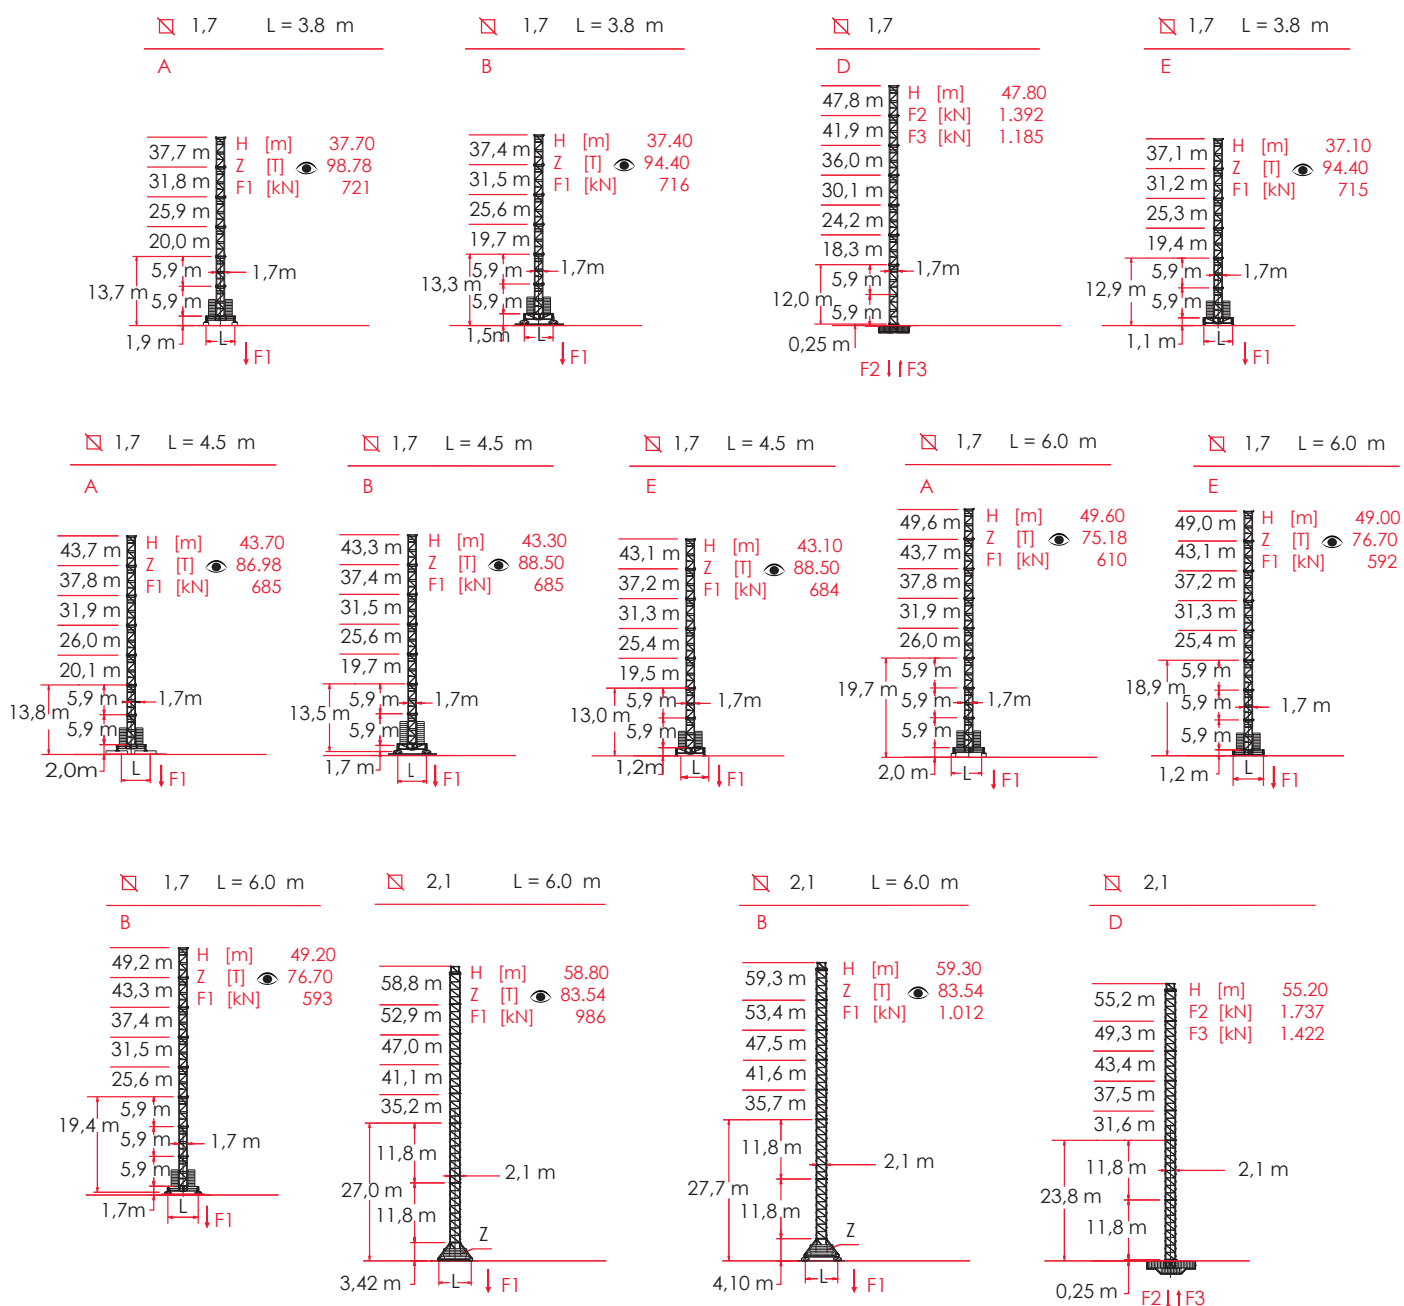 1,7 L = 3.8 m
A
37,7 m
31,8 m
25,9 m
20,0 m
5,9 m
13,7 m
5,9 m
1,9 m
1,7m
H [m] 37.70
Z [T] 98.78
F1 [kN] 721
L
F1
1,7 L = 3.8 m
B
37,4 m
31,5 m
25,6 m
19,7 m
5,9 m
13,3 m
5,9 m
1,5m
1,7m
H [m] 37.40
Z [T] 94.40
F1 [kN] 716
L
F1
1,7
D
47,8 m
41,9 m
36,0 m
30,1 m
24,2 m
18,3 m
5,9 m
12,0 m
5,9 m
0,25 m
1,7m
H [m] 47.80
F2 [kN] 1.392
F3 [kN] 1.185
F2 F3
1,7 L = 3.8 m
E
37,1 m
31,2 m
25,3 m
19,4 m
5,9 m
12,9 m
5,9 m
1,1 m
1,7m
H [m] 37.10
Z [T] 94.40
F1 [kN] 715
L
F1
1,7 L = 4.5 m
A
43,7 m
37,8 m
31,9 m
26,0 m
20,1 m
5,9 m
13,8 m
5,9 m
2,0m
1,7m
H [m] 43.70
Z [T] 86.98
F1 [kN] 685
L
F1
1,7 L = 4.5 m
B
43,3 m
37,4 m
31,5 m
25,6 m
19,7 m
5,9 m
13,5 m
5,9 m
1,7 m
1,7m
H [m] 43.30
Z [T] 88.50
F1 [kN] 685
L
F1
1,7 L = 4.5 m
E
43,1 m
37,2 m
31,3 m
25,4 m
19,5 m
5,9 m
13,0 m
5,9 m
1,2m
1,7m
H [m] 43.10
Z [T] 88.50
F1 [kN] 684
L
F1
1,7 L = 6.0 m
A
49,6 m
43,7 m
37,8 m
31,9 m
26,0 m
5,9 m
19,7 m
5,9 m
5,9 m
2,0 m
1,7m
H [m] 49.60
Z [T] 75.18
F1 [kN] 610
L
F1
1,7 L = 6.0 m
E
49,0 m
43,1 m
37,2 m
31,3 m
25,4 m
5,9 m
18,9 m
5,9 m
5,9 m
1,2 m
1,7 m
H [m] 49.00
Z [T] 76.70
F1 [kN] 592
L
F1
1,7 L = 6.0 m
B
49,2 m
43,3 m
37,4 m
31,5 m
25,6 m
5,9 m
19,4 m
5,9 m
5,9 m
1,7m
1,7 m
H [m] 49.20
Z [T] 76.70
F1 [kN] 593
L
F1
2,1 L = 6.0 m
58,8 m
52,9 m
47,0 m
41,1 m
35,2 m
11,8 m
27,0 m
11,8 m
3,42 m
2,1 m
H [m] 58.80
Z [T] 83.54
F1 [kN] 986
Z
L
F1
2,1 L = 6.0 m
B
59,3 m
53,4 m
47,5 m
41,6 m
35,7 m
11,8 m
27,7 m
11,8 m
4,10 m
2,1 m
H [m] 59.30
Z [T] 83.54
F1 [kN] 1.012
Z
L
F1
2,1
D
55,2 m
49,3 m
43,4 m
37,5 m
31,6 m
11,8 m
23,8 m
11,8 m
0,25 m
2,1 m
H [m] 55.20
F2 [kN] 1.737
F3 [kN] 1.422
F2 F3